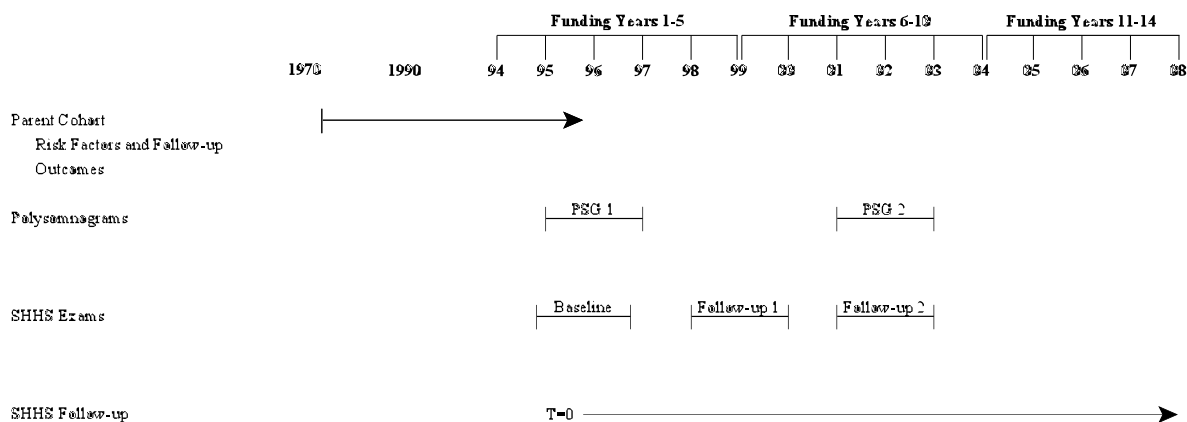 Funding Years 1-5 Funding Years 6-10 Funding Years 11-14
1970 1990 94 95 96 97 98 99 00 01 02 03 04 05 06 07 08
Parent Cohort
Risk Factors and Follow-up
Outcomes
Polysomnograms PSG 1 PSG 2
SHHS Exams Baseline Follow-up 1 Follow-up 2
SHHS Follow-up T=0